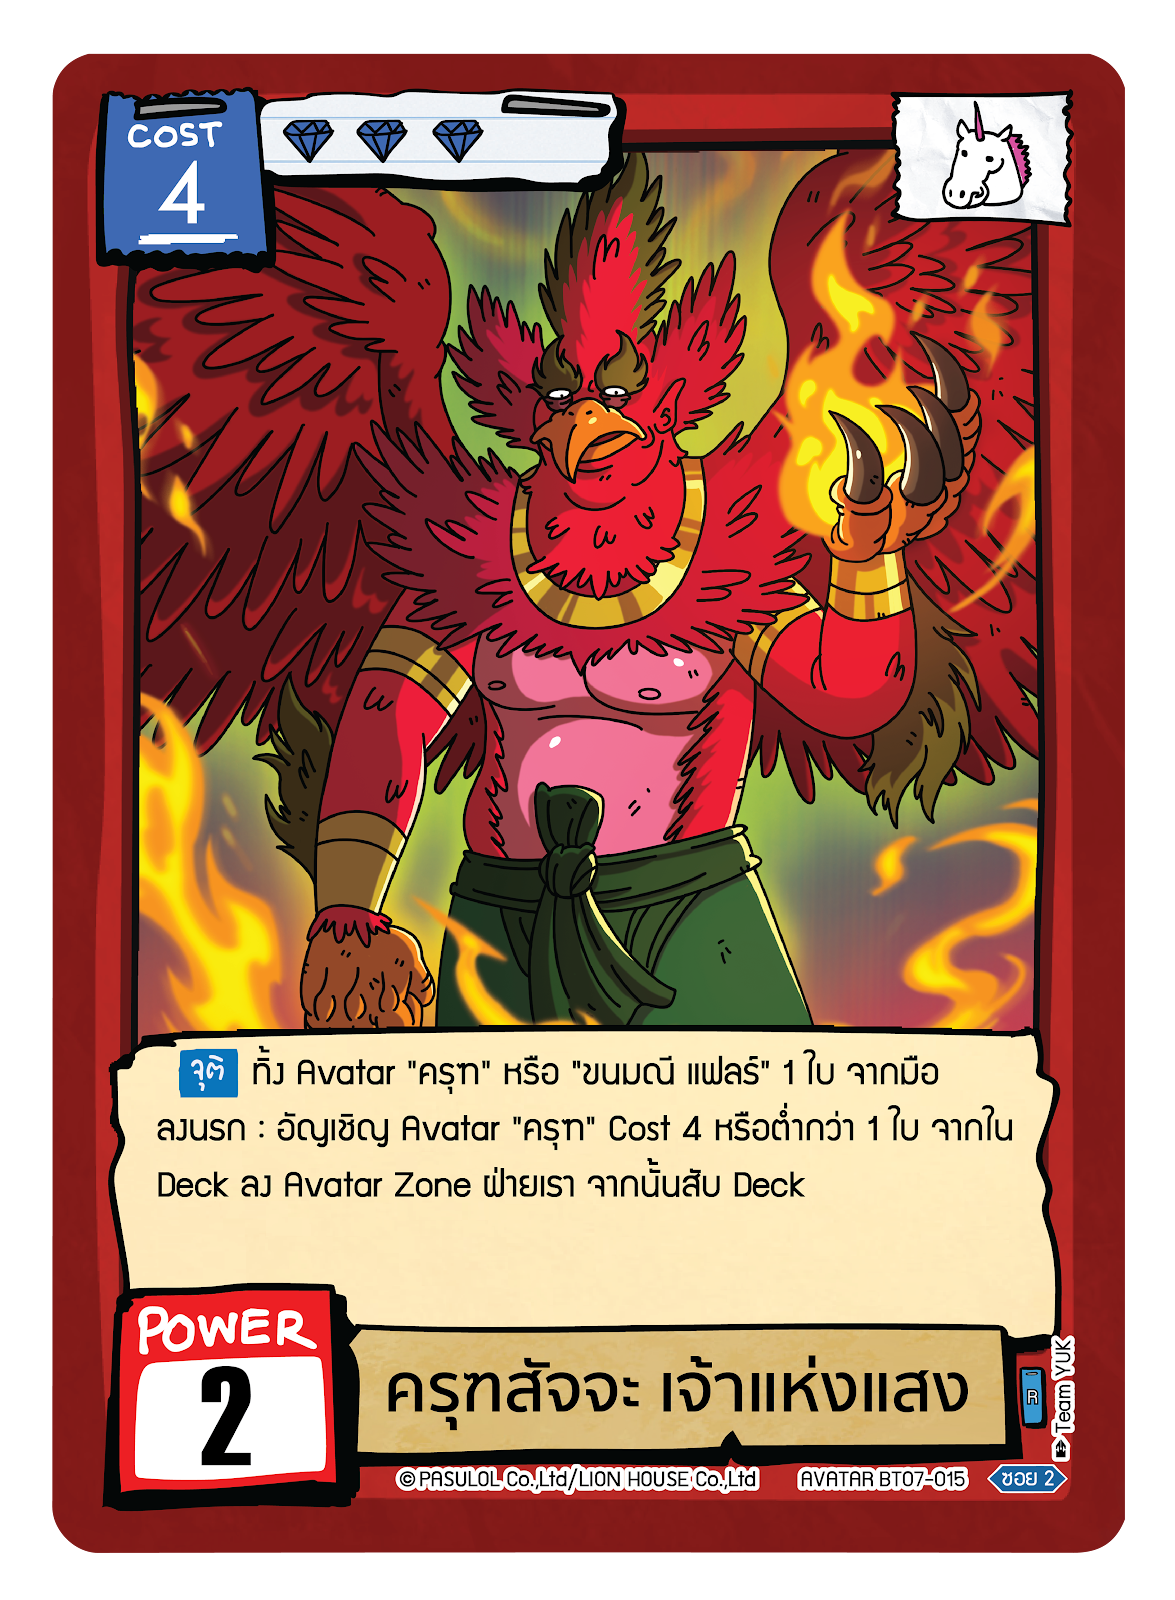 COST
4
จุติ ทิ้ง Avatar "ครุฑ" หรือ "ขนมณี แฟลร์" 1 ใบ จากมือ
ลงนรก : อัญเชิญ Avatar "ครุฑ" Cost 4 หรือต่ำกว่า 1 ใบ จากใน
Deck ลง Avatar Zone ฝ่ายเรา จากนั้นสับ Deck
POWER
2
ครุฑสัจจะ เจ้าแห่งแสง
R
Team YUK
© PASULOL Co.,Ltd/LION HOUSE Co.,Ltd
AVATAR BT07-015
ซอย 2